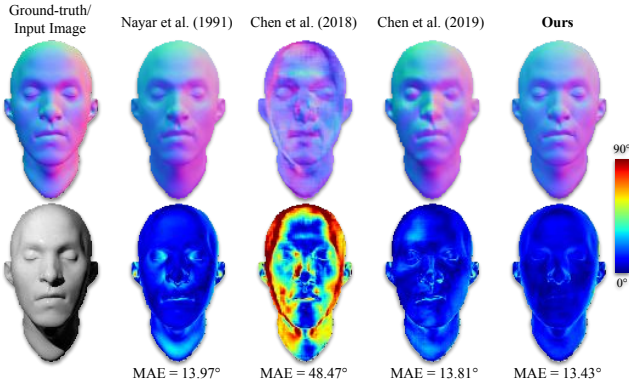 Ground-truth/
Input Image
Nayar et al. (1991)
Chen et al. (2018)
Chen et al. (2019)
Ours
90°
0°
MAE = 13.97°
MAE = 48.47°
MAE = 13.81°
MAE = 13.43°